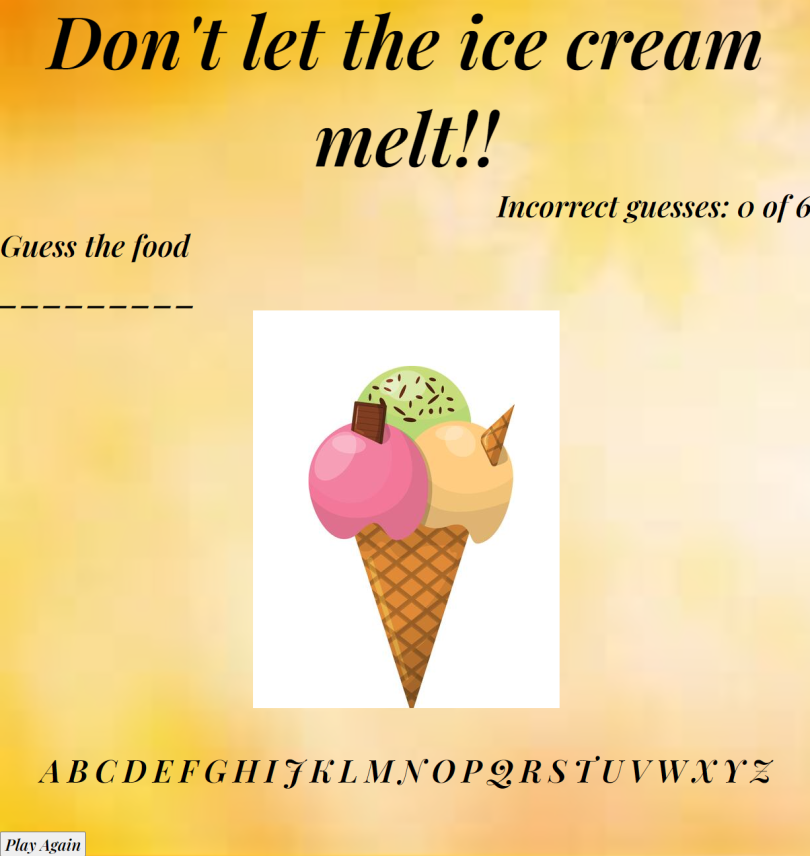 Don't let the ice cream
melt!!
Incorrect guesses: 0 of 6
Guess the food
_ _ _ _ _ _ _ _ _
A B C D E F G H I J K L M N O P Q R S T U V W X Y Z
Play Again